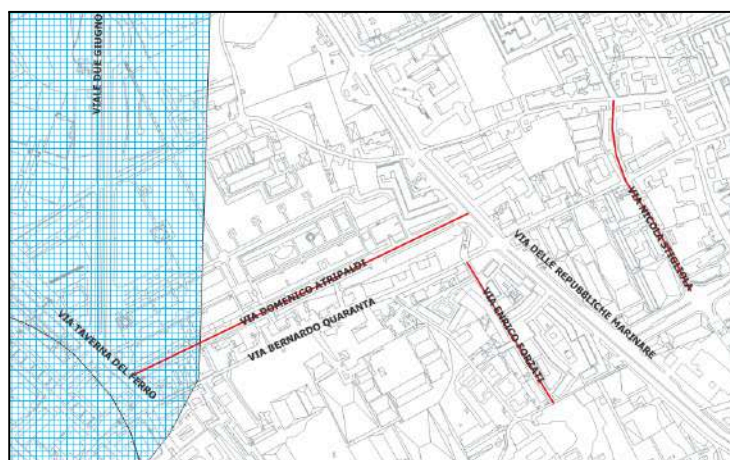 VIALE DUE GIUGNO
VIA NICOLA STIGLIOLA
VIA DELLE REPUBBLICHE MARINARE
VIA DOMENICO ATRIPALDI
VIA ENRICO FORZATI
VIA BERNARDO QUARANTA
VIA TAVERNA DEL FERRO